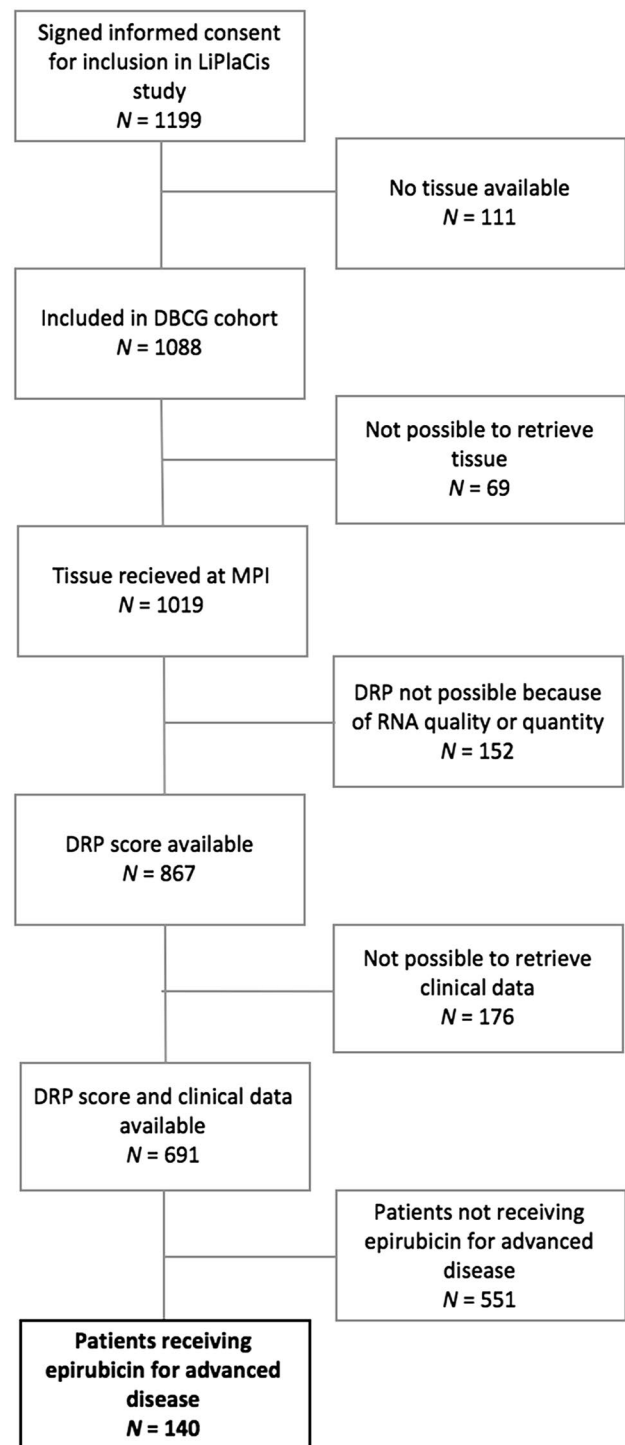 Signed informed consent
for inclusion in LiPlaCis
study
N = 1199
No tissue available
N = 111
Included in DBCG cohort
N = 1088
Not possible to retrieve
tissue
N = 69
Tissue recieved at MPI
N = 1019
DRP not possible because
of RNA quality or quantity
N = 152
DRP score available
N = 867
Not possible to retrieve
clinical data
N = 176
DRP score and clinical data
available
N = 691
Patients not receiving
epirubicin for advanced
disease
N = 551
Patients receiving
epirubicin for advanced
disease
N = 140